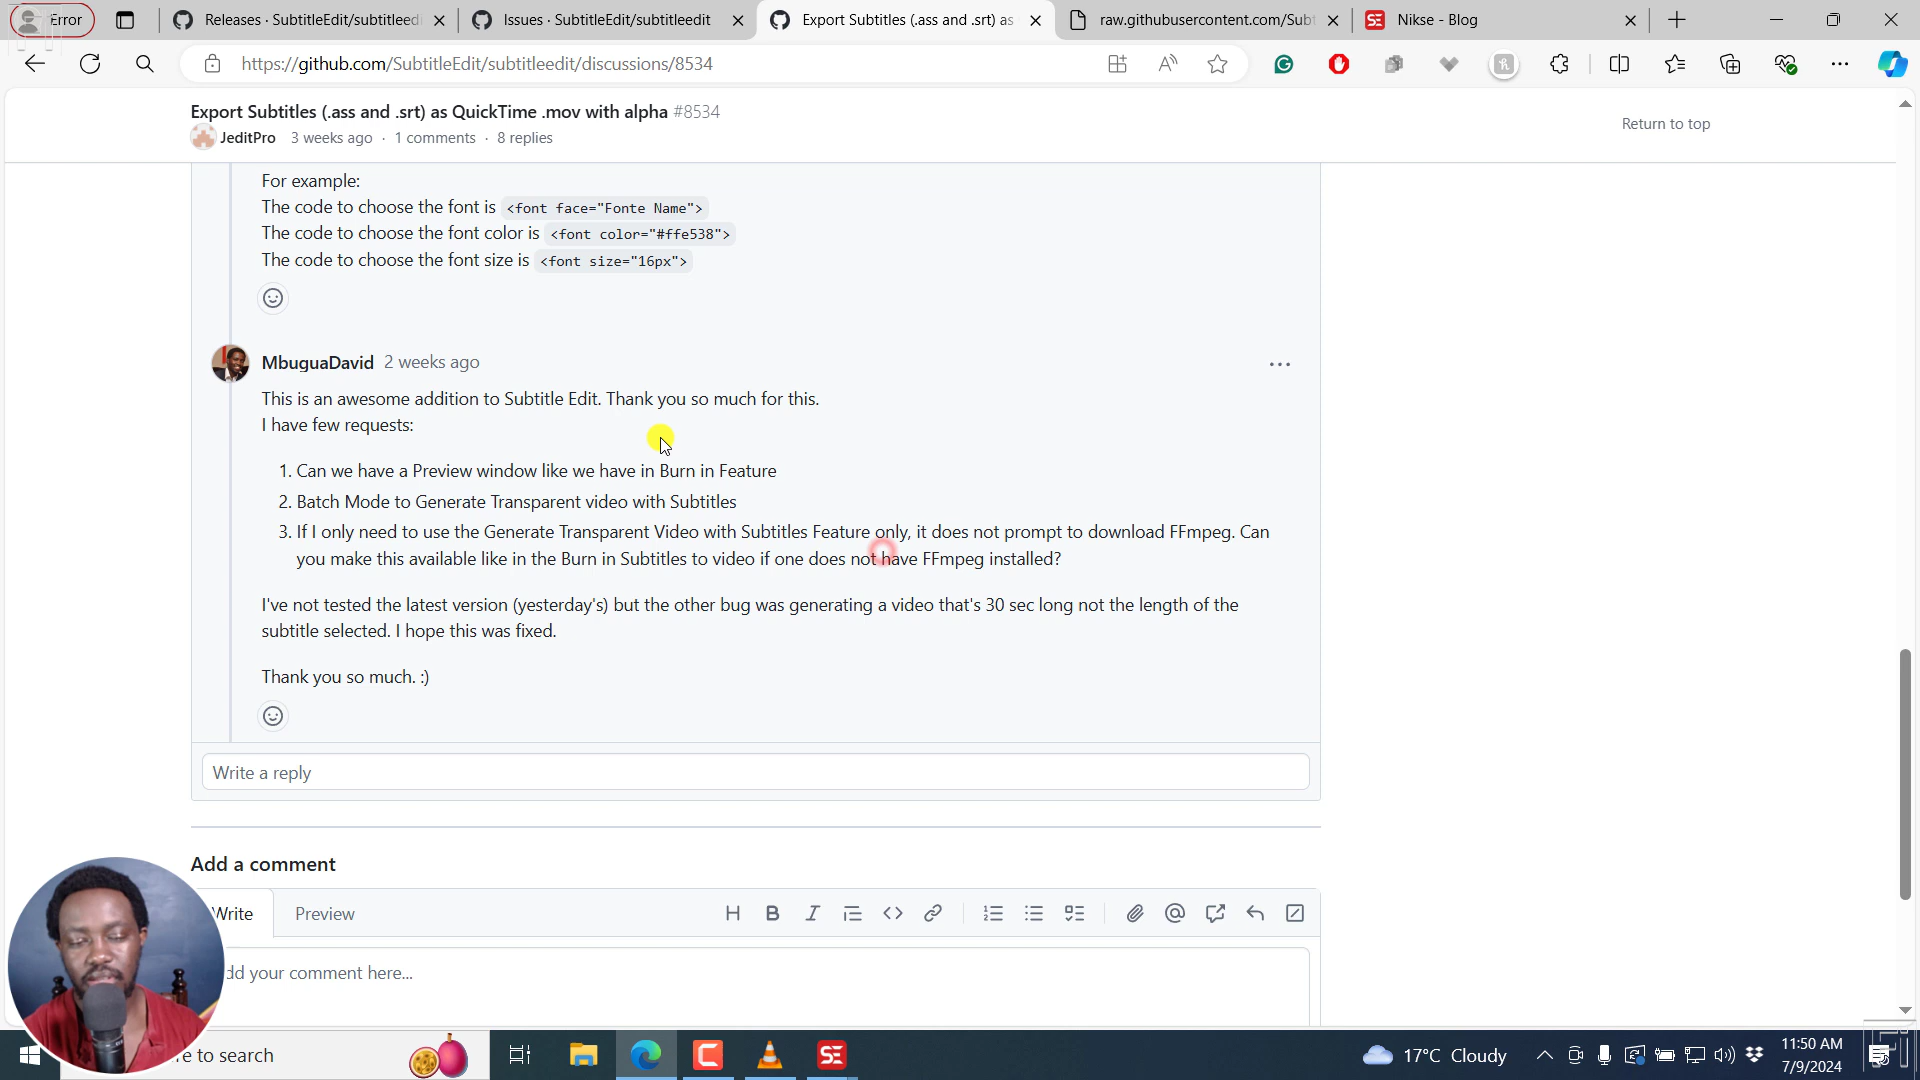 Error
Releases · SubtitleEdit/subtitleedi
Issues · SubtitleEdit/subtitleedit
Export Subtitles (.ass and .srt) as
raw.githubusercontent.com/Subt
Nikse - Blog
https://github.com/SubtitleEdit/subtitleedit/discussions/8534
Export Subtitles (.ass and .srt) as QuickTime .mov with alpha #8534
JeditPro 3 weeks ago · 1 comments · 8 replies
Return to top
For example:
The code to choose the font is <font face="Fonte Name">
The code to choose the font color is <font color="#ffe538">
The code to choose the font size is <font size="16px">
MbuguaDavid 2 weeks ago
This is an awesome addition to Subtitle Edit. Thank you so much for this.
I have few requests:
1. Can we have a Preview window like we have in Burn in Feature
2. Batch Mode to Generate Transparent video with Subtitles
3. If I only need to use the Generate Transparent Video with Subtitles Feature only, it does not prompt to download FFmpeg. Can
you make this available like in the Burn in Subtitles to video if one does not have FFmpeg installed?
I've not tested the latest version (yesterday's) but the other bug was generating a video that's 30 sec long not the length of the
subtitle selected. I hope this was fixed.
Thank you so much. :)
Write a reply
Add a comment
Write
Preview
dd your comment here...
e to search
17°C Cloudy
11:50 AM
7/9/2024